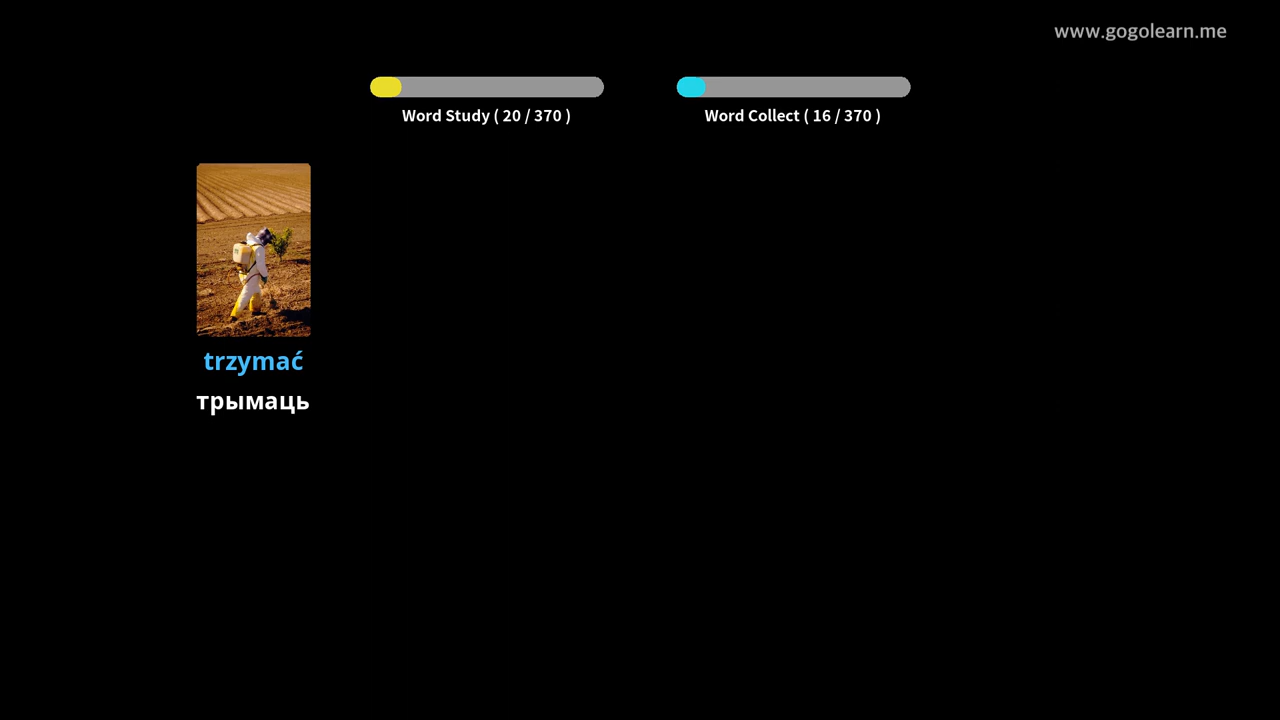 www.gogolearn.me
Word Study ( 20 / 370 )
Word Collect ( 16 / 370 )
trzymać
трымаць